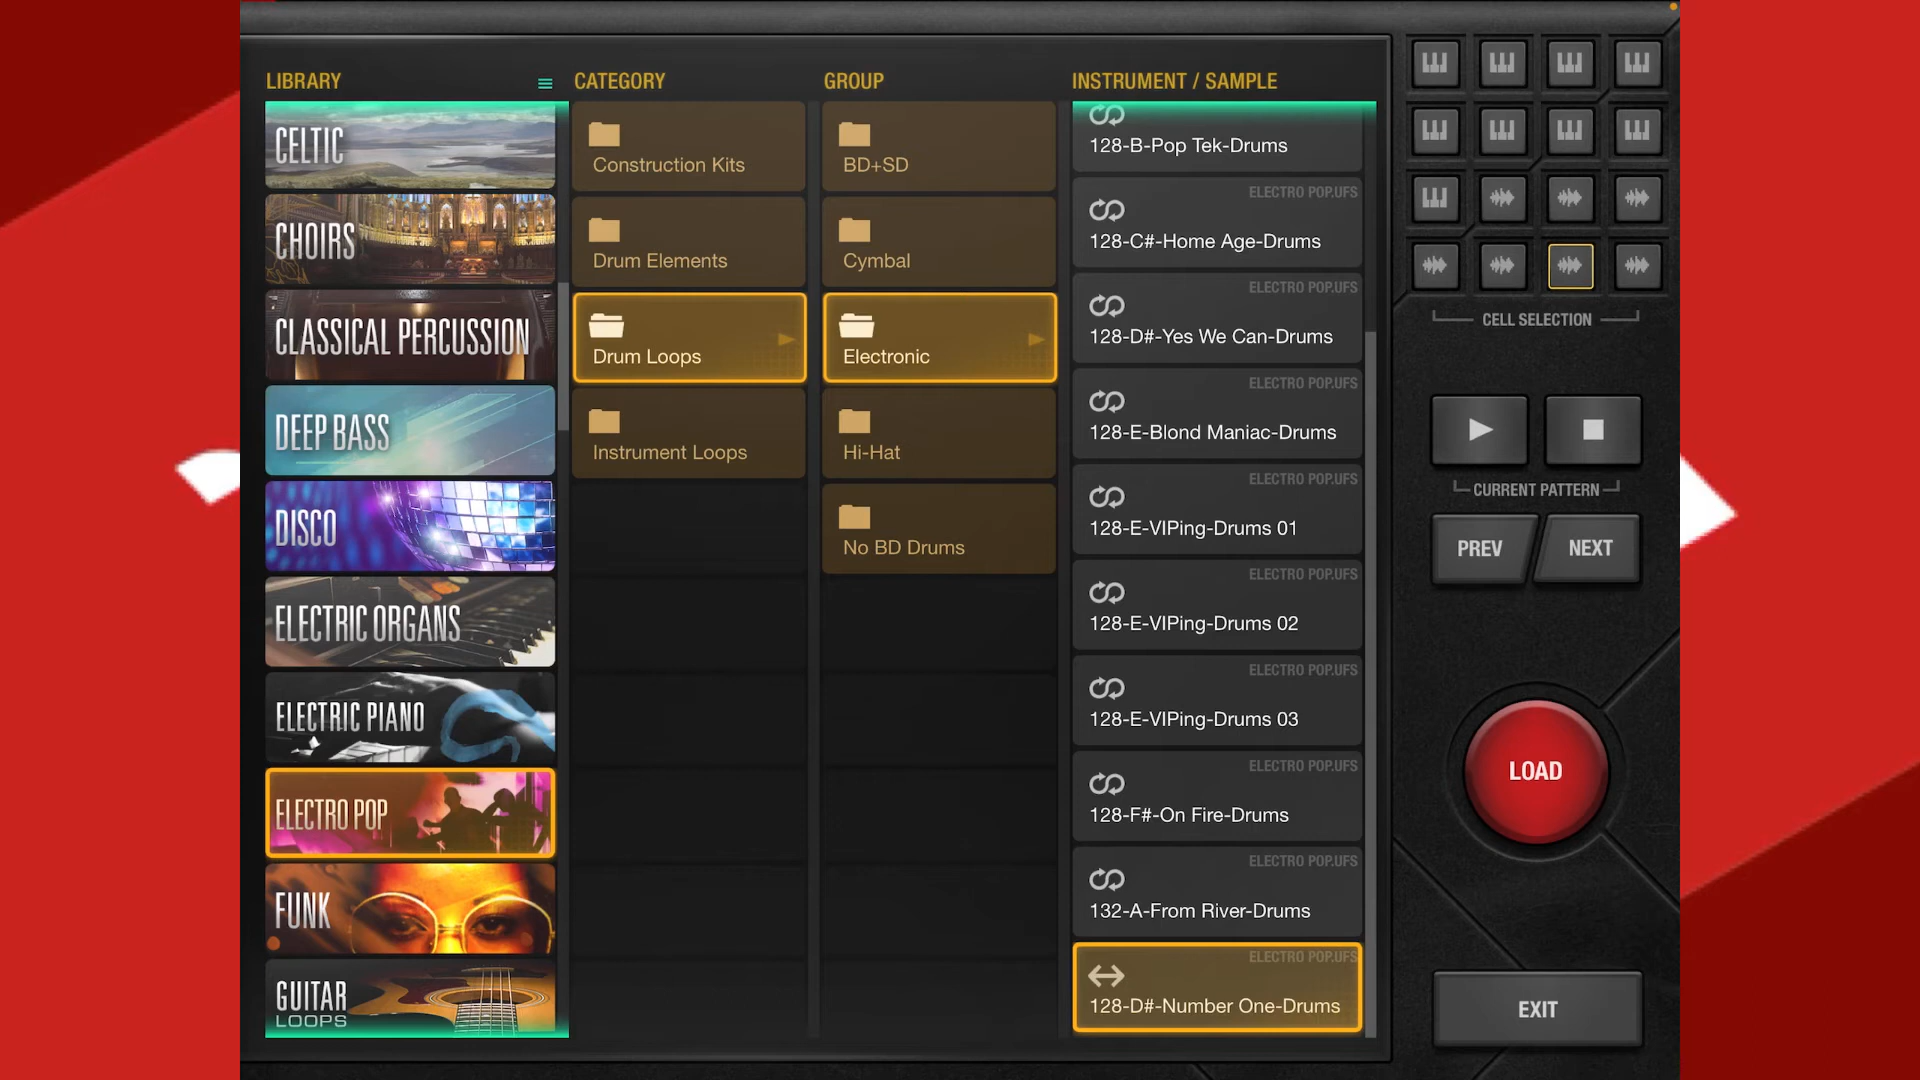 LIBRARY
CELTIC
CHOIRS
CLASSICAL PERCUSSION
DEEP BASS
DISCO
ELECTRIC ORGANS
ELECTRIC PIANO
ELECTRO POP
FUNK
GUITAR
LOOPS
CATEGORY
Construction Kits
Drum Elements
Drum Loops
Instrument Loops
GROUP
BD+SD
Cymbal
Electronic
Hi-Hat
No BD Drums
INSTRUMENT / SAMPLE
128-B-Pop Tek-Drums
ELECTRO POP.UFS
128-C#-Home Age-Drums
ELECTRO POP.UFS
128-D#-Yes We Can-Drums
ELECTRO POP.UFS
128-E-Blond Maniac-Drums
ELECTRO POP.UFS
128-E-VIPing-Drums 01
ELECTRO POP.UFS
128-E-VIPing-Drums 02
ELECTRO POP.UFS
128-E-VIPing-Drums 03
ELECTRO POP.UFS
128-F#-On Fire-Drums
ELECTRO POP.UFS
132-A-From River-Drums
ELECTRO POP.UFS
128-D#-Number One-Drums
CELL SELECTION
CURRENT PATTERN
PREV
NEXT
LOAD
EXIT